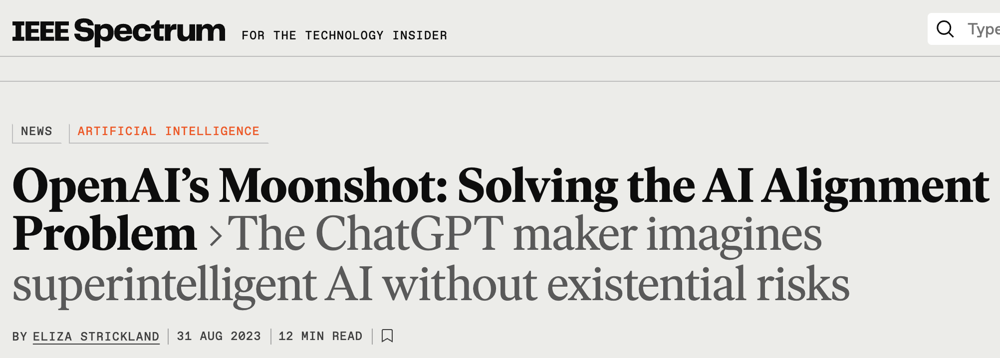 IEEE Spectrum FOR THE TECHNOLOGY INSIDER
Type
NEWS ARTIFICIAL INTELLIGENCE
OpenAI’s Moonshot: Solving the AI Alignment
Problem › The ChatGPT maker imagines
superintelligent AI without existential risks
BY ELIZA STRICKLAND 31 AUG 2023 12 MIN READ